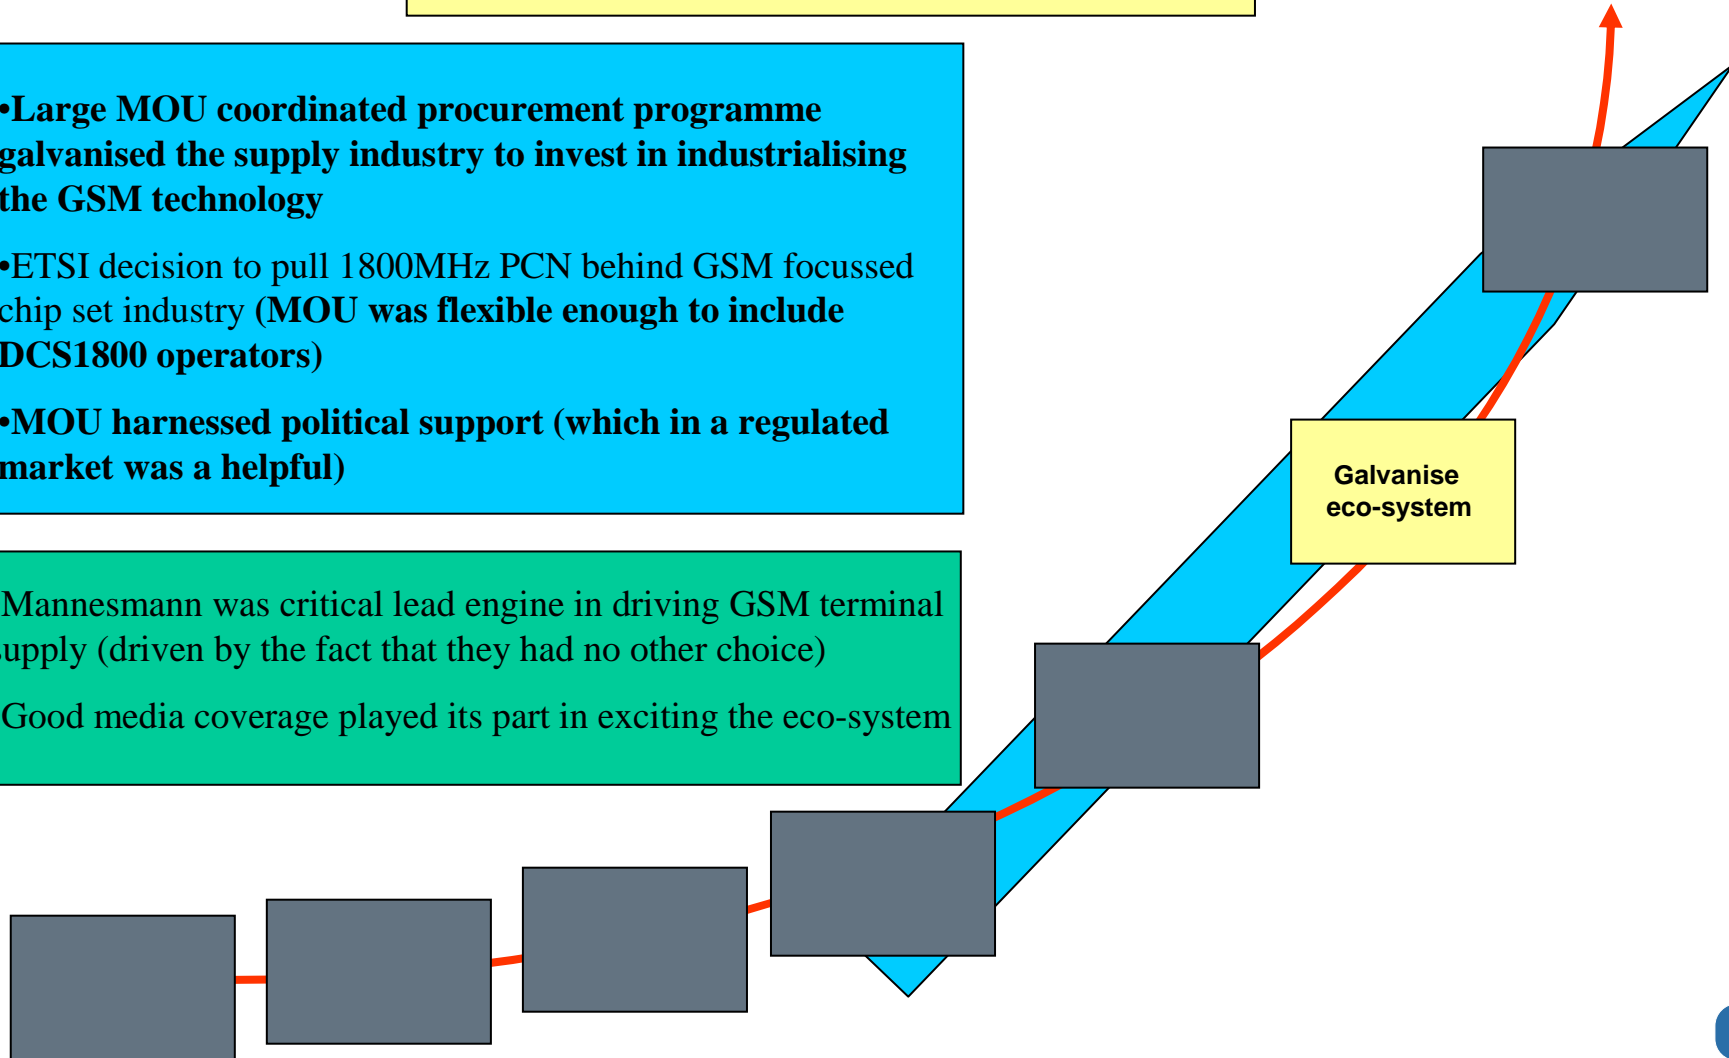 •Large MOU coordinated procurement programme
galvanised the supply industry to invest in industrialising
the GSM technology
•ETSI decision to pull 1800MHz PCN behind GSM focussed
chip set industry (MOU was flexible enough to include
DCS1800 operators)
•MOU harnessed political support (which in a regulated
market was a helpful)
Mannesmann was critical lead engine in driving GSM terminal
supply (driven by the fact that they had no other choice)
Good media coverage played its part in exciting the eco-system
Galvanise
eco-system